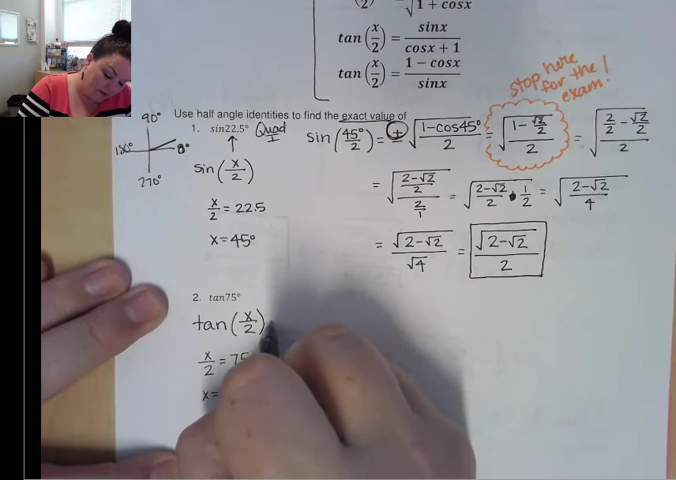 (2) √1 + cosx
tan (x/2) = sinx / cosx + 1
tan (x/2) = 1 − cosx / sinx
stop here
for the !
exam!
Use half angle identities to find the exact value of
90°
180° 0°
270°
1. sin22.5° Quad I
sin (x/2)
x/2 = 22.5
x = 45°
sin (45°/2) = ± √((1−cos45°)/2) = √((1−√2/2)/2) = √((2/2−√2/2)/2)
= √(((2−√2)/2)/(2/1)) = √((2−√2)/2 • 1/2) = √((2−√2)/4)
= √(2−√2)/√4 = √(2−√2)/2
2. tan75°
tan (x/2)
x/2 = 75
x =